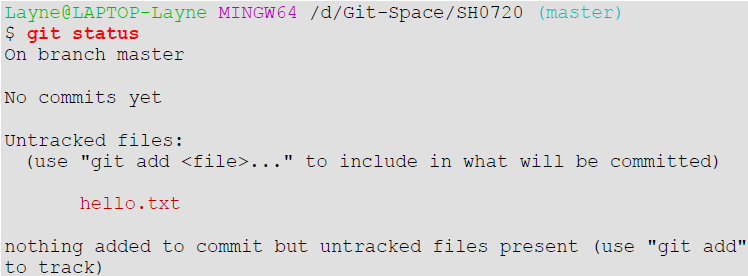 Layne@LAPTOP-Layne MINGW64 /d/Git-Space/SH0720 (master)
$ git status
On branch master
No commits yet
Untracked files:
(use "git add <file>..." to include in what will be committed)
hello.txt
nothing added to commit but untracked files present (use "git add"
to track)